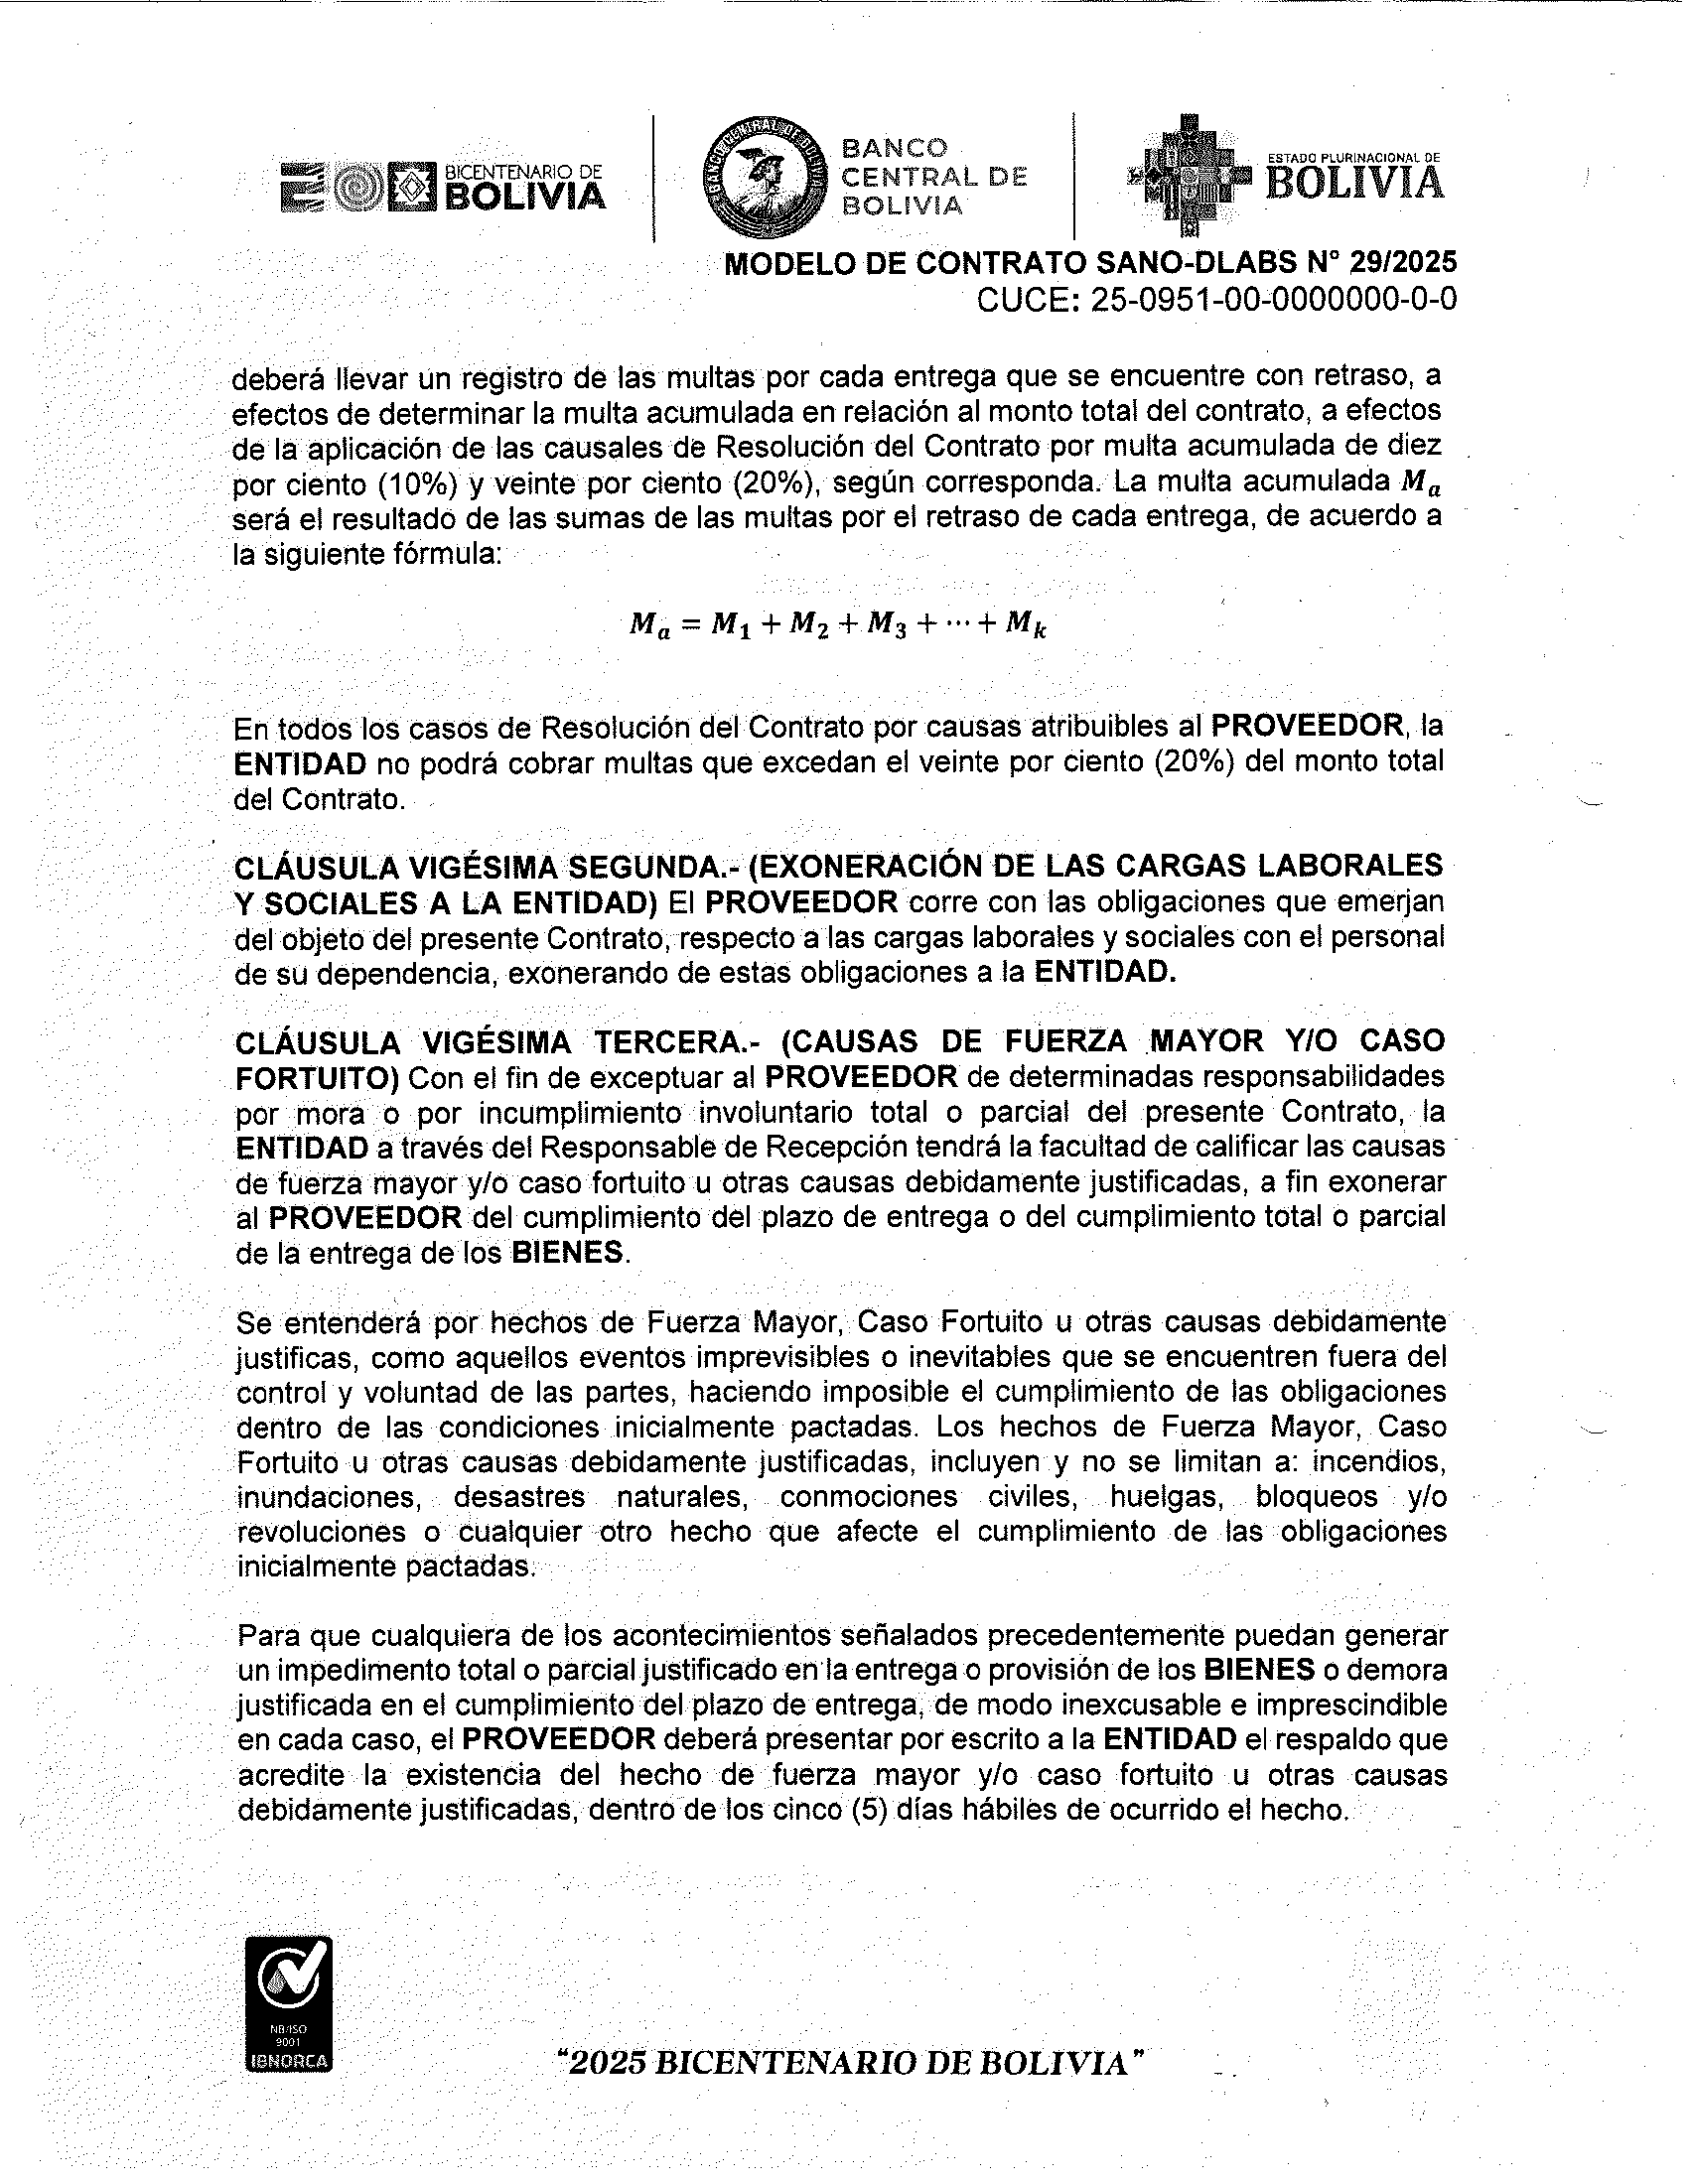 BICENTENARIO DE
BOLIVIA
BANCO CENTRAL DE BOLIVIA
BANCO
CENTRAL DE
BOLIVIA
ESTADO PLURINACIONAL DE
BOLIVIA
MODELO DE CONTRATO SANO-DLABS N° 29/2025
CUCE: 25-0951-00-0000000-0-0
deberá llevar un registro de las multas por cada entrega que se encuentre con retraso, a
efectos de determinar la multa acumulada en relación al monto total del contrato, a efectos
de la aplicación de las causales de Resolución del Contrato por multa acumulada de diez
por ciento (10%) y veinte por ciento (20%), según corresponda. La multa acumulada Mₐ
será el resultado de las sumas de las multas por el retraso de cada entrega, de acuerdo a
la siguiente fórmula:
Mₐ = M₁ + M₂ + M₃ + ··· + Mₖ
En todos los casos de Resolución del Contrato por causas atribuibles al PROVEEDOR, la
ENTIDAD no podrá cobrar multas que excedan el veinte por ciento (20%) del monto total
del Contrato.
CLÁUSULA VIGÉSIMA SEGUNDA.- (EXONERACIÓN DE LAS CARGAS LABORALES
Y SOCIALES A LA ENTIDAD) El PROVEEDOR corre con las obligaciones que emerjan
del objeto del presente Contrato, respecto a las cargas laborales y sociales con el personal
de su dependencia, exonerando de estas obligaciones a la ENTIDAD.
CLÁUSULA VIGÉSIMA TERCERA.- (CAUSAS DE FUERZA MAYOR Y/O CASO
FORTUITO) Con el fin de exceptuar al PROVEEDOR de determinadas responsabilidades
por mora o por incumplimiento involuntario total o parcial del presente Contrato, la
ENTIDAD a través del Responsable de Recepción tendrá la facultad de calificar las causas
de fuerza mayor y/o caso fortuito u otras causas debidamente justificadas, a fin exonerar
al PROVEEDOR del cumplimiento del plazo de entrega o del cumplimiento total o parcial
de la entrega de los BIENES.
Se entenderá por hechos de Fuerza Mayor, Caso Fortuito u otras causas debidamente
justificas, como aquellos eventos imprevisibles o inevitables que se encuentren fuera del
control y voluntad de las partes, haciendo imposible el cumplimiento de las obligaciones
dentro de las condiciones inicialmente pactadas. Los hechos de Fuerza Mayor, Caso
Fortuito u otras causas debidamente justificadas, incluyen y no se limitan a: incendios,
inundaciones, desastres naturales, conmociones civiles, huelgas, bloqueos y/o
revoluciones o cualquier otro hecho que afecte el cumplimiento de las obligaciones
inicialmente pactadas.
Para que cualquiera de los acontecimientos señalados precedentemente puedan generar
un impedimento total o parcial justificado en la entrega o provisión de los BIENES o demora
justificada en el cumplimiento del plazo de entrega, de modo inexcusable e imprescindible
en cada caso, el PROVEEDOR deberá presentar por escrito a la ENTIDAD el respaldo que
acredite la existencia del hecho de fuerza mayor y/o caso fortuito u otras causas
debidamente justificadas, dentro de los cinco (5) días hábiles de ocurrido el hecho.
NB/ISO
9001
IBNORCA
“2025 BICENTENARIO DE BOLIVIA”